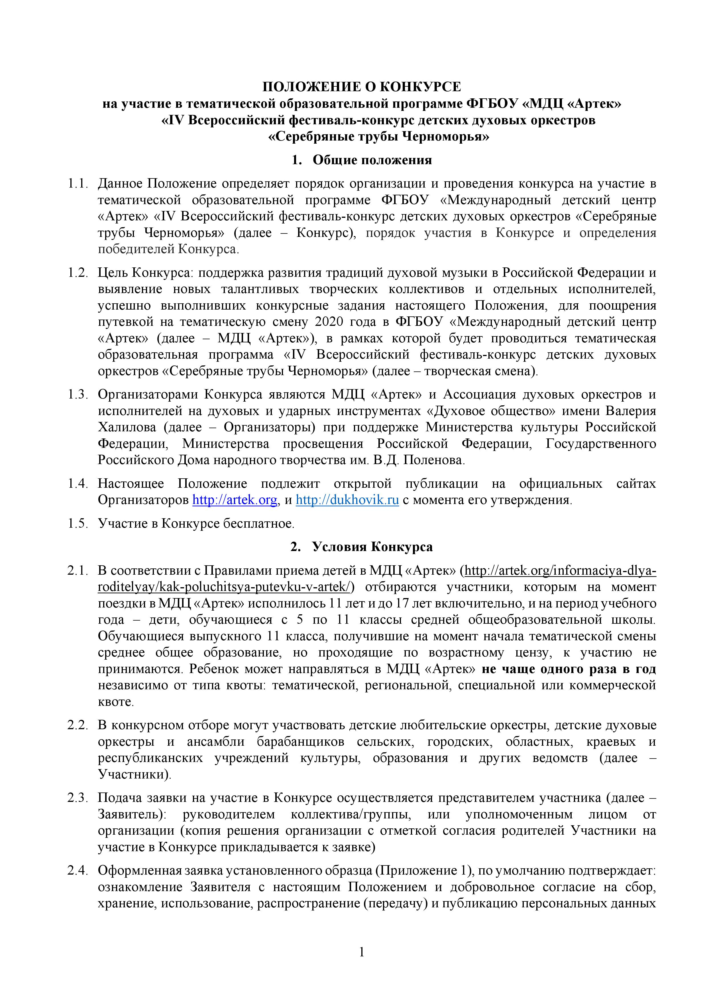 ПОЛОЖЕНИЕ О КОНКУРСЕ
на участие в тематической образовательной программе ФГБОУ «МДЦ «Артек»
«IV Всероссийский фестиваль-конкурс детских духовых оркестров
«Серебряные трубы Черноморья»
1. Общие положения
1.1. Данное Положение определяет порядок организации и проведения конкурса на участие в
тематической образовательной программе ФГБОУ «Международный детский центр
«Артек» «IV Всероссийский фестиваль-конкурс детских духовых оркестров «Серебряные
трубы Черноморья» (далее – Конкурс), порядок участия в Конкурсе и определения
победителей Конкурса.
1.2. Цель Конкурса: поддержка развития традиций духовой музыки в Российской Федерации и
выявление новых талантливых творческих коллективов и отдельных исполнителей,
успешно выполнивших конкурсные задания настоящего Положения, для поощрения
путевкой на тематическую смену 2020 года в ФГБОУ «Международный детский центр
«Артек» (далее – МДЦ «Артек»), в рамках которой будет проводиться тематическая
образовательная программа «IV Всероссийский фестиваль-конкурс детских духовых
оркестров «Серебряные трубы Черноморья» (далее – творческая смена).
1.3. Организаторами Конкурса являются МДЦ «Артек» и Ассоциация духовых оркестров и
исполнителей на духовых и ударных инструментах «Духовое общество» имени Валерия
Халилова (далее – Организаторы) при поддержке Министерства культуры Российской
Федерации, Министерства просвещения Российской Федерации, Государственного
Российского Дома народного творчества им. В.Д. Поленова.
1.4. Настоящее Положение подлежит открытой публикации на официальных сайтах
Организаторов http://artek.org, и http://dukhovik.ru с момента его утверждения.
1.5. Участие в Конкурсе бесплатное.
2. Условия Конкурса
2.1. В соответствии с Правилами приема детей в МДЦ «Артек» (http://artek.org/informaciya-dlya-
roditelyay/kak-poluchitsya-putevku-v-artek/) отбираются участники, которым на момент
поездки в МДЦ «Артек» исполнилось 11 лет и до 17 лет включительно, и на период учебного
года – дети, обучающиеся с 5 по 11 классы средней общеобразовательной школы.
Обучающиеся выпускного 11 класса, получившие на момент начала тематической смены
среднее общее образование, но проходящие по возрастному цензу, к участию не
принимаются. Ребенок может направляться в МДЦ «Артек» не чаще одного раза в год
независимо от типа квоты: тематической, региональной, специальной или коммерческой
квоте.
2.2. В конкурсном отборе могут участвовать детские любительские оркестры, детские духовые
оркестры и ансамбли барабанщиков сельских, городских, областных, краевых и
республиканских учреждений культуры, образования и других ведомств (далее –
Участники).
2.3. Подача заявки на участие в Конкурсе осуществляется представителем участника (далее –
Заявитель): руководителем коллектива/группы, или уполномоченным лицом от
организации (копия решения организации с отметкой согласия родителей Участники на
участие в Конкурсе прикладывается к заявке)
2.4. Оформленная заявка установленного образца (Приложение 1), по умолчанию подтверждает:
ознакомление Заявителя с настоящим Положением и добровольное согласие на сбор,
хранение, использование, распространение (передачу) и публикацию персональных данных
1